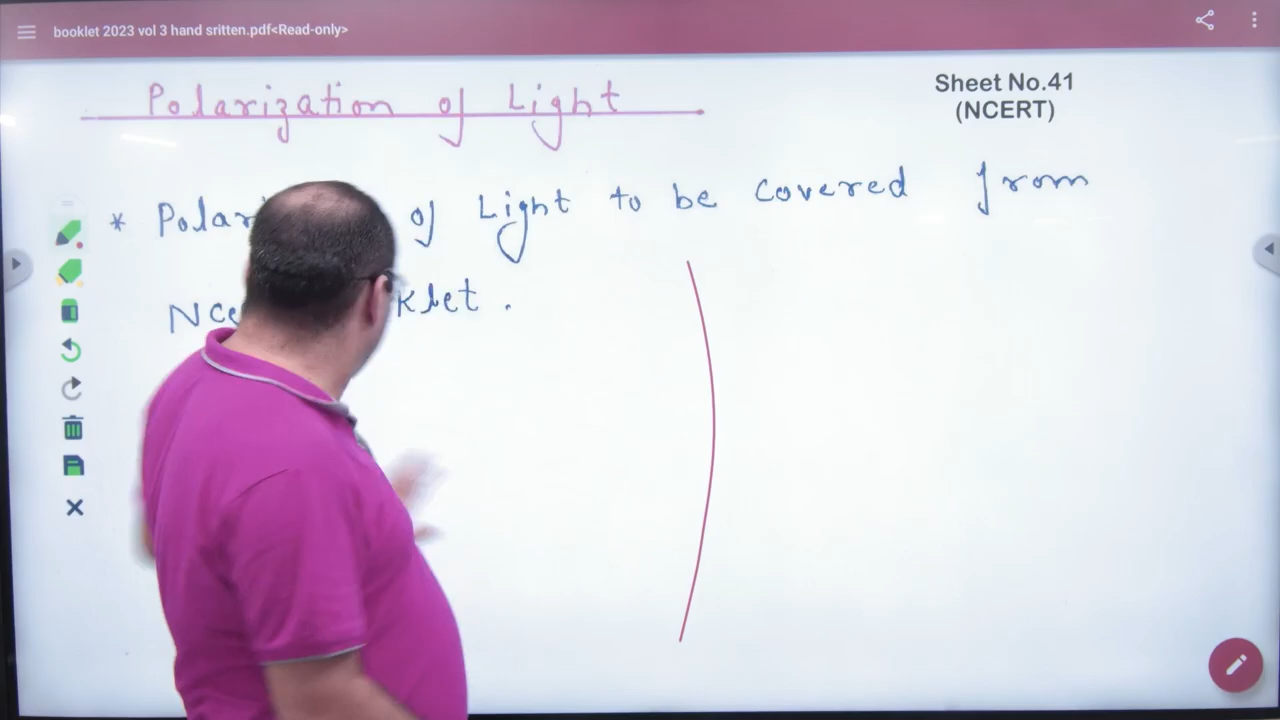 booklet 2023 vol 3 hand sritten.pdf<Read-only>
Polarization of Light
Sheet No.41
(NCERT)
* Polar of Light to be covered from
Nce klet .